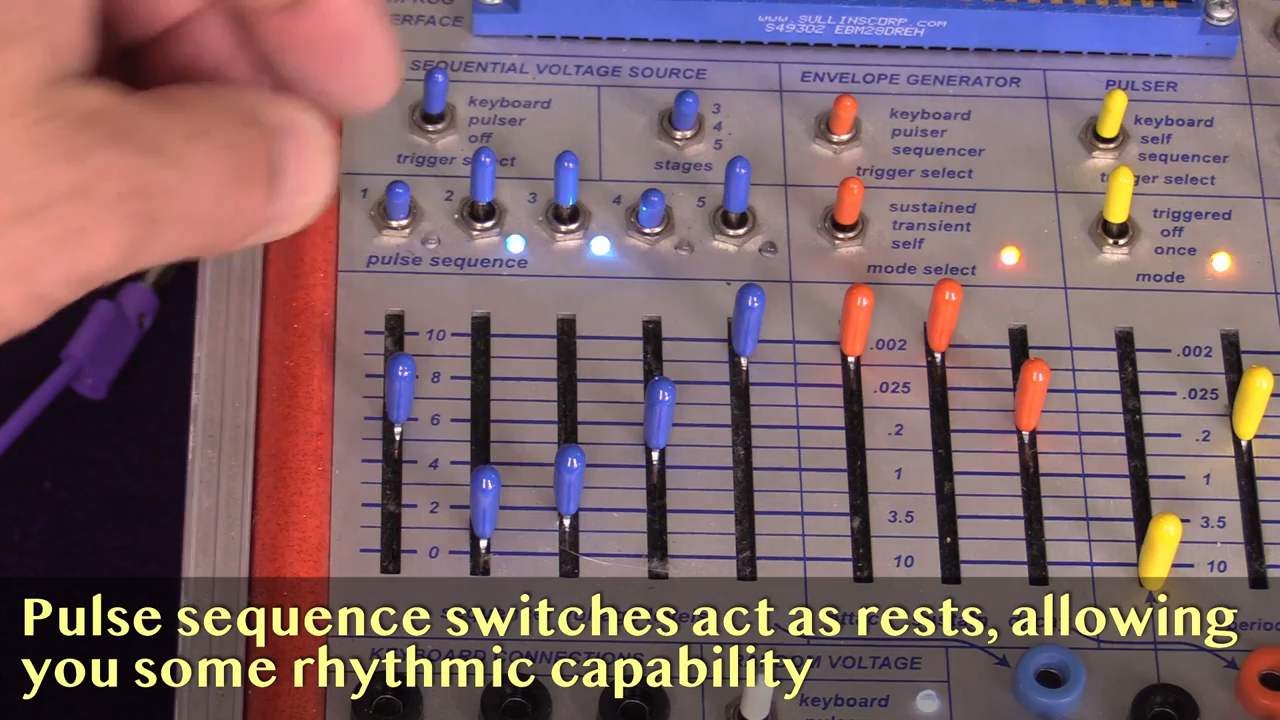 ERFACE
www.SULLINSCORP.COM
S49302 EBM28DREH
SEQUENTIAL VOLTAGE SOURCE
ENVELOPE GENERATOR
PULSER
keyboard
pulser
off
trigger select
3
4
5
stages
keyboard
pulser
sequencer
trigger select
keyboard
self
sequencer
trigger select
1
2
3
4
5
pulse sequence
sustained
transient
self
mode select
triggered
off
once
mode
10
8
6
4
2
0
.002
.025
.2
1
3.5
10
.002
.025
.2
1
3.5
10
Pulse sequence switches act as rests, allowing
you some rhythmic capability
period
KEYBOARD CONNECTIONS
VOLTAGE
keyboard